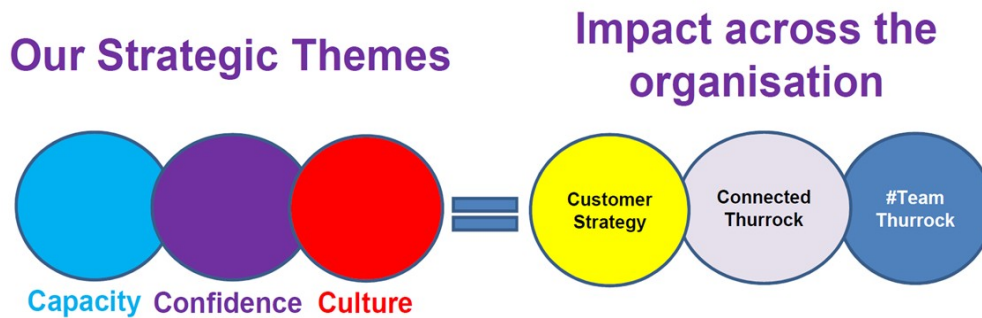 Our Strategic Themes
Capacity Confidence Culture
Impact across the
organisation
Customer
Strategy
Connected
Thurrock
#Team
Thurrock